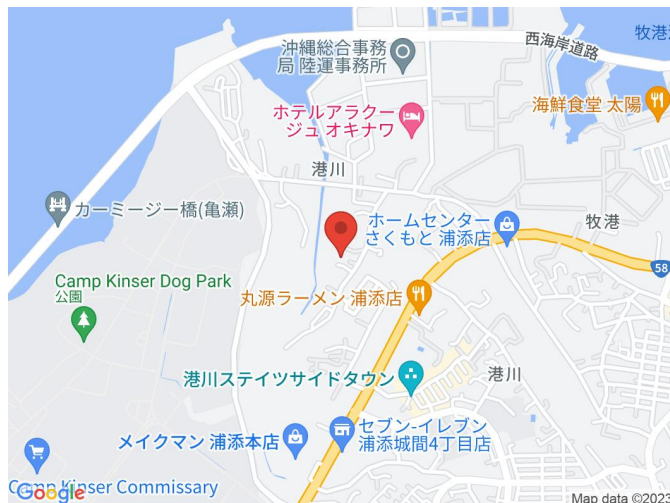 西海岸道路
牧港
沖縄総合事務
局 陸運事務所
海鮮食堂 太陽
ホテルアラクー
ジュ オキナワ
港川
カーミージー橋(亀瀬)
ホームセンター
さくもと 浦添店
牧港
58
Camp Kinser Dog Park
公園
丸源ラーメン 浦添店
港川ステイツサイドタウン
港川
セブン-イレブン
浦添城間4丁目店
メイクマン 浦添本店
Camp Kinser Commissary
Google
Map data ©2023